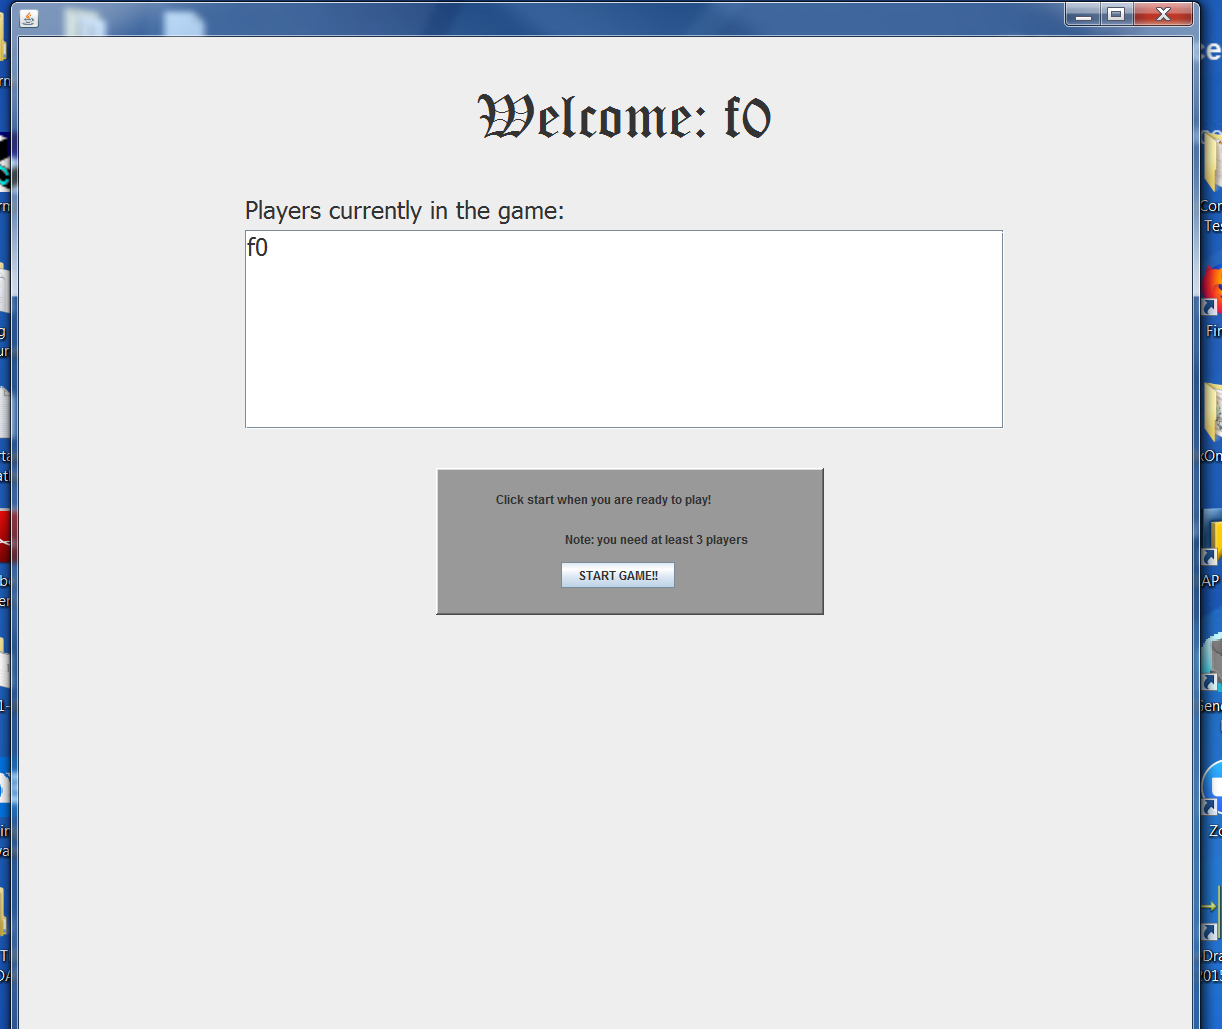 Welcome: f0
Players currently in the game:
f0
Click start when you are ready to play!
Note: you need at least 3 players
START GAME!!